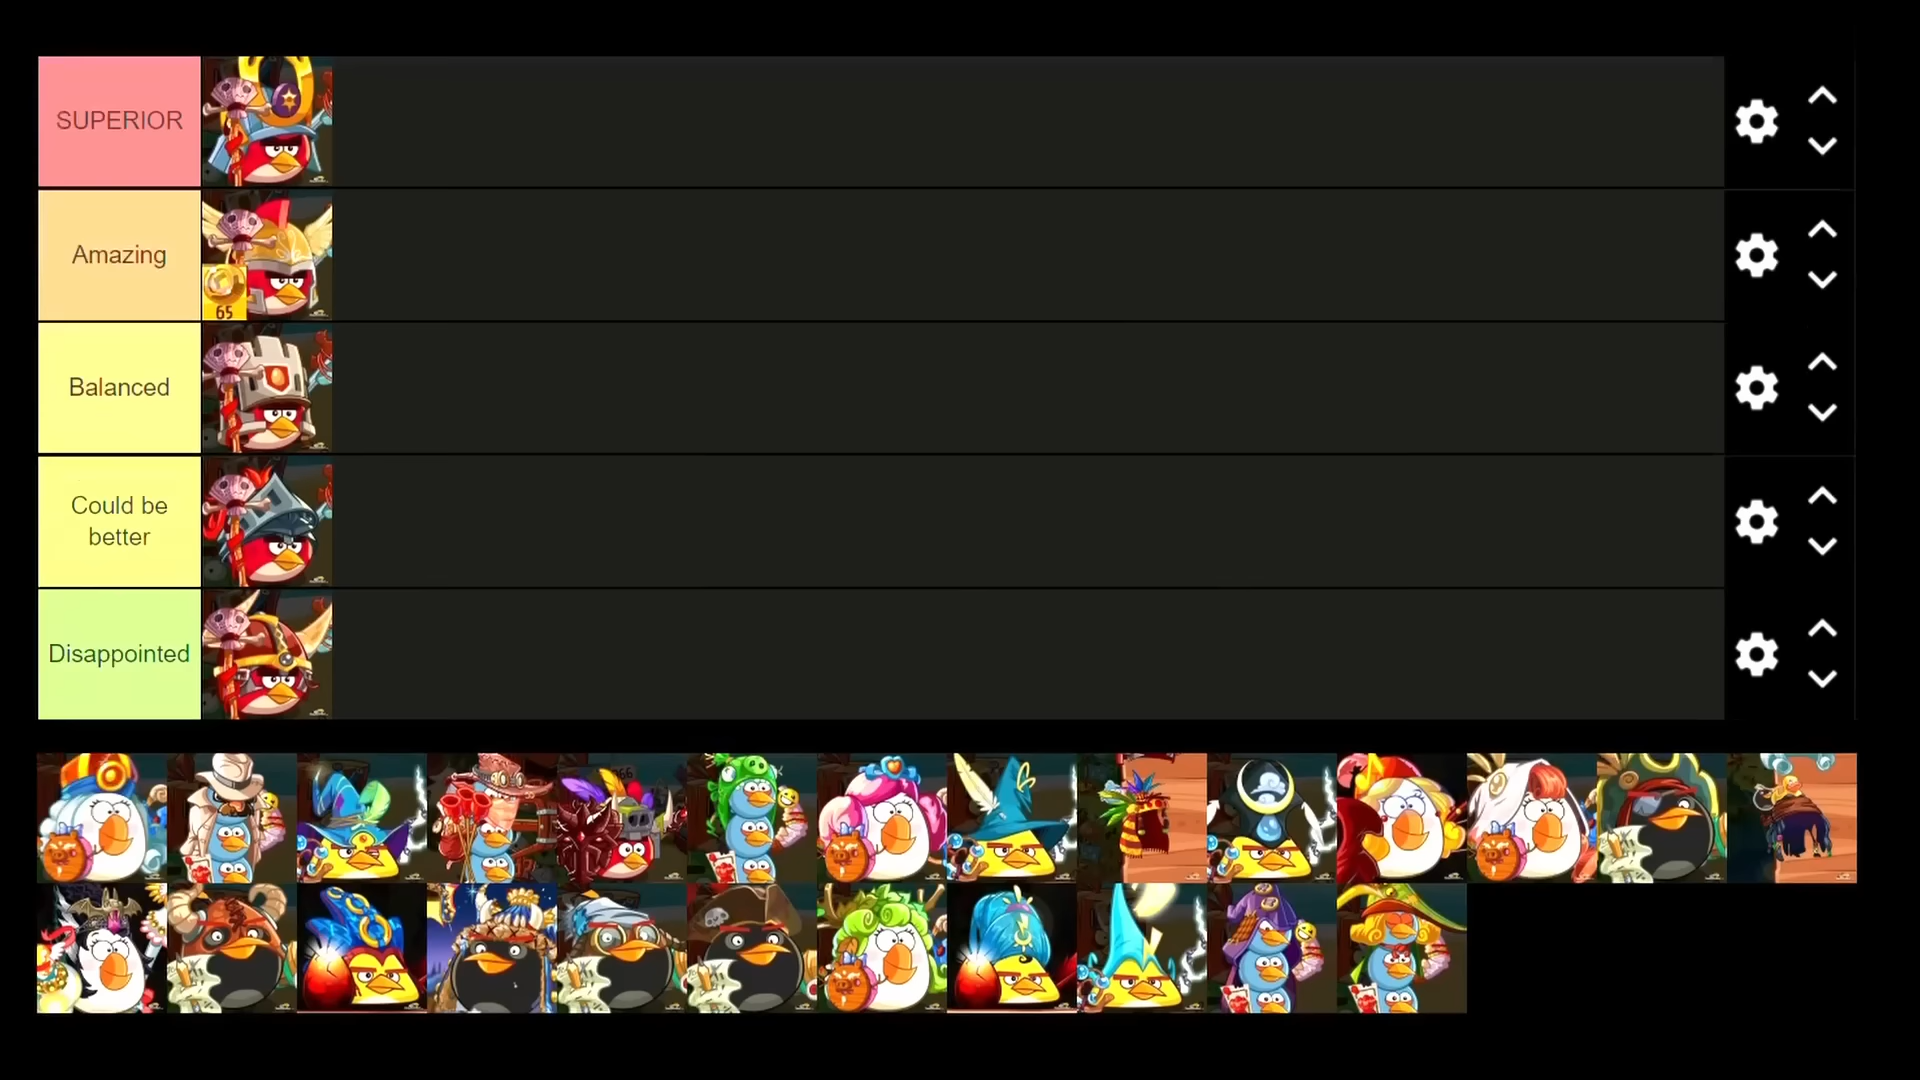 SUPERIOR
Amazing
65
Balanced
Could be
better
Disappointed